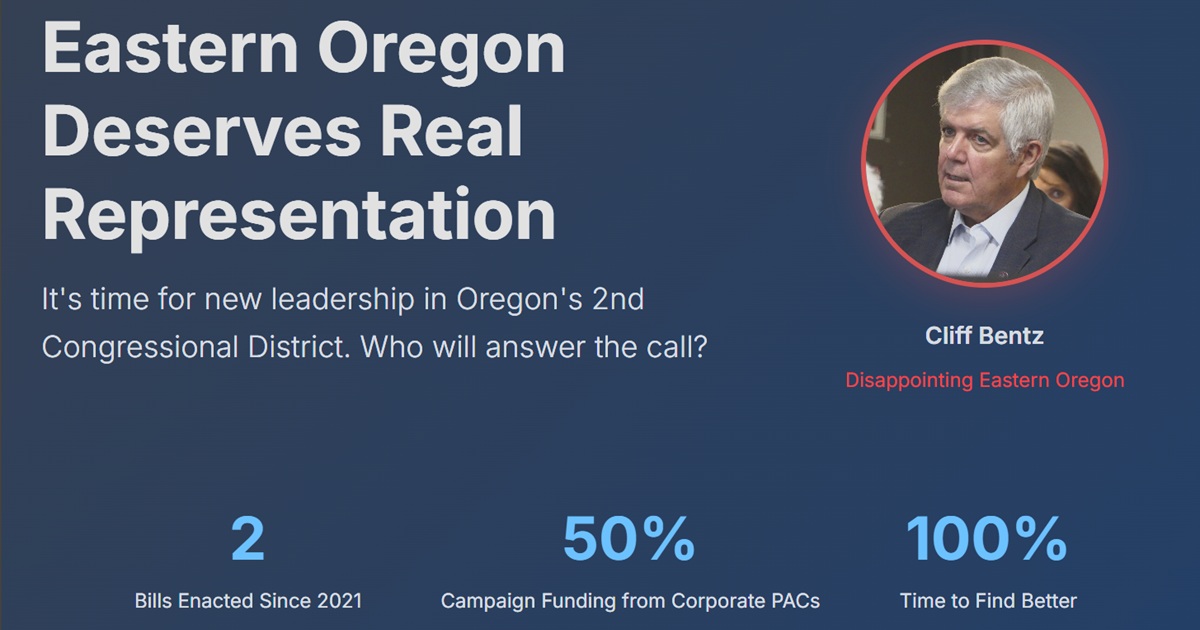 Eastern Oregon
Deserves Real
Representation
It's time for new leadership in Oregon's 2nd
Congressional District. Who will answer the call?
Cliff Bentz
Disappointing Eastern Oregon
2
Bills Enacted Since 2021
50%
Campaign Funding from Corporate PACs
100%
Time to Find Better